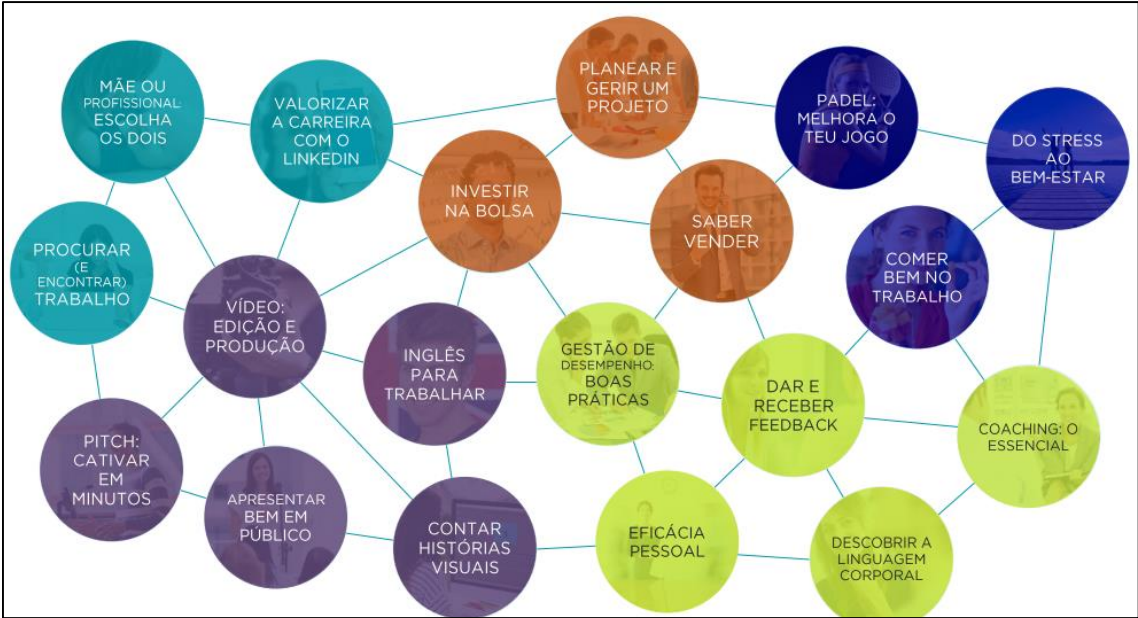 MÃE OU
PROFISSIONAL:
ESCOLHA
OS DOIS
VALORIZAR
A CARREIRA
COM O
LINKEDIN
PLANEAR E
GERIR UM
PROJETO
PADEL:
MELHORA O
TEU JOGO
DO STRESS
AO
BEM-ESTAR
INVESTIR
NA BOLSA
SABER
VENDER
PROCURAR
(E
ENCONTRAR)
TRABALHO
COMER
BEM NO
TRABALHO
VÍDEO:
EDIÇÃO E
PRODUÇÃO
INGLÊS
PARA
TRABALHAR
GESTÃO DE
DESEMPENHO:
BOAS
PRÁTICAS
DAR E
RECEBER
FEEDBACK
COACHING: O
ESSENCIAL
PITCH:
CATIVAR
EM
MINUTOS
APRESENTAR
BEM EM
PÚBLICO
CONTAR
HISTÓRIAS
VISUAIS
EFICÁCIA
PESSOAL
DESCOBRIR A
LINGUAGEM
CORPORAL